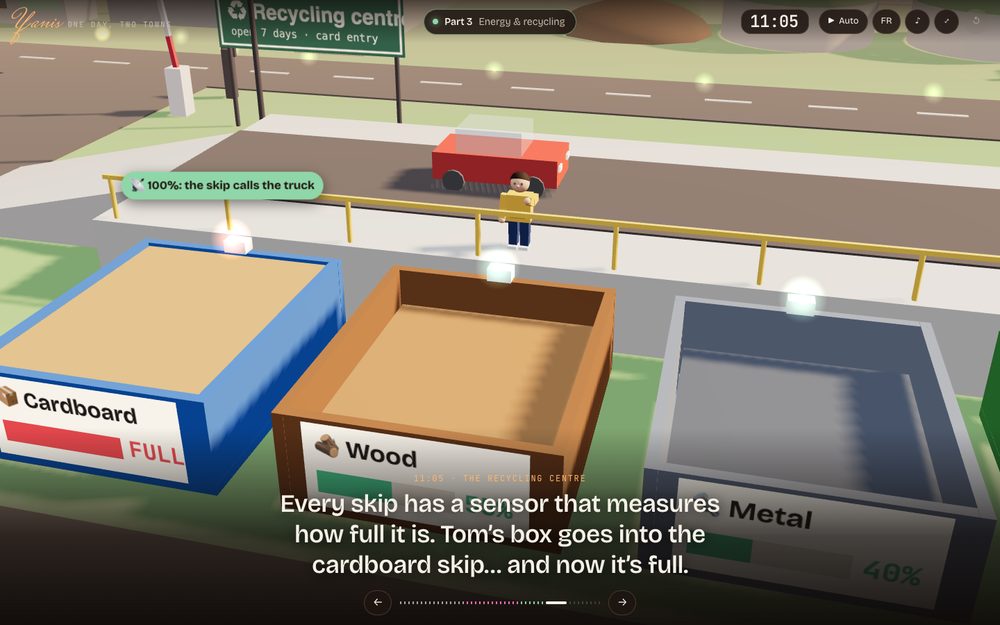 Yanis ONE DAY, TWO TOWNS
Part 3 Energy & recycling
11:05
Auto
FR
Recycling centr
open 7 days · card entry
100%: the skip calls the truck
Cardboard
FULL
Wood
Metal
40%
11:05 · THE RECYCLING CENTRE
Every skip has a sensor that measures
how full it is. Tom's box goes into the
cardboard skip… and now it's full.